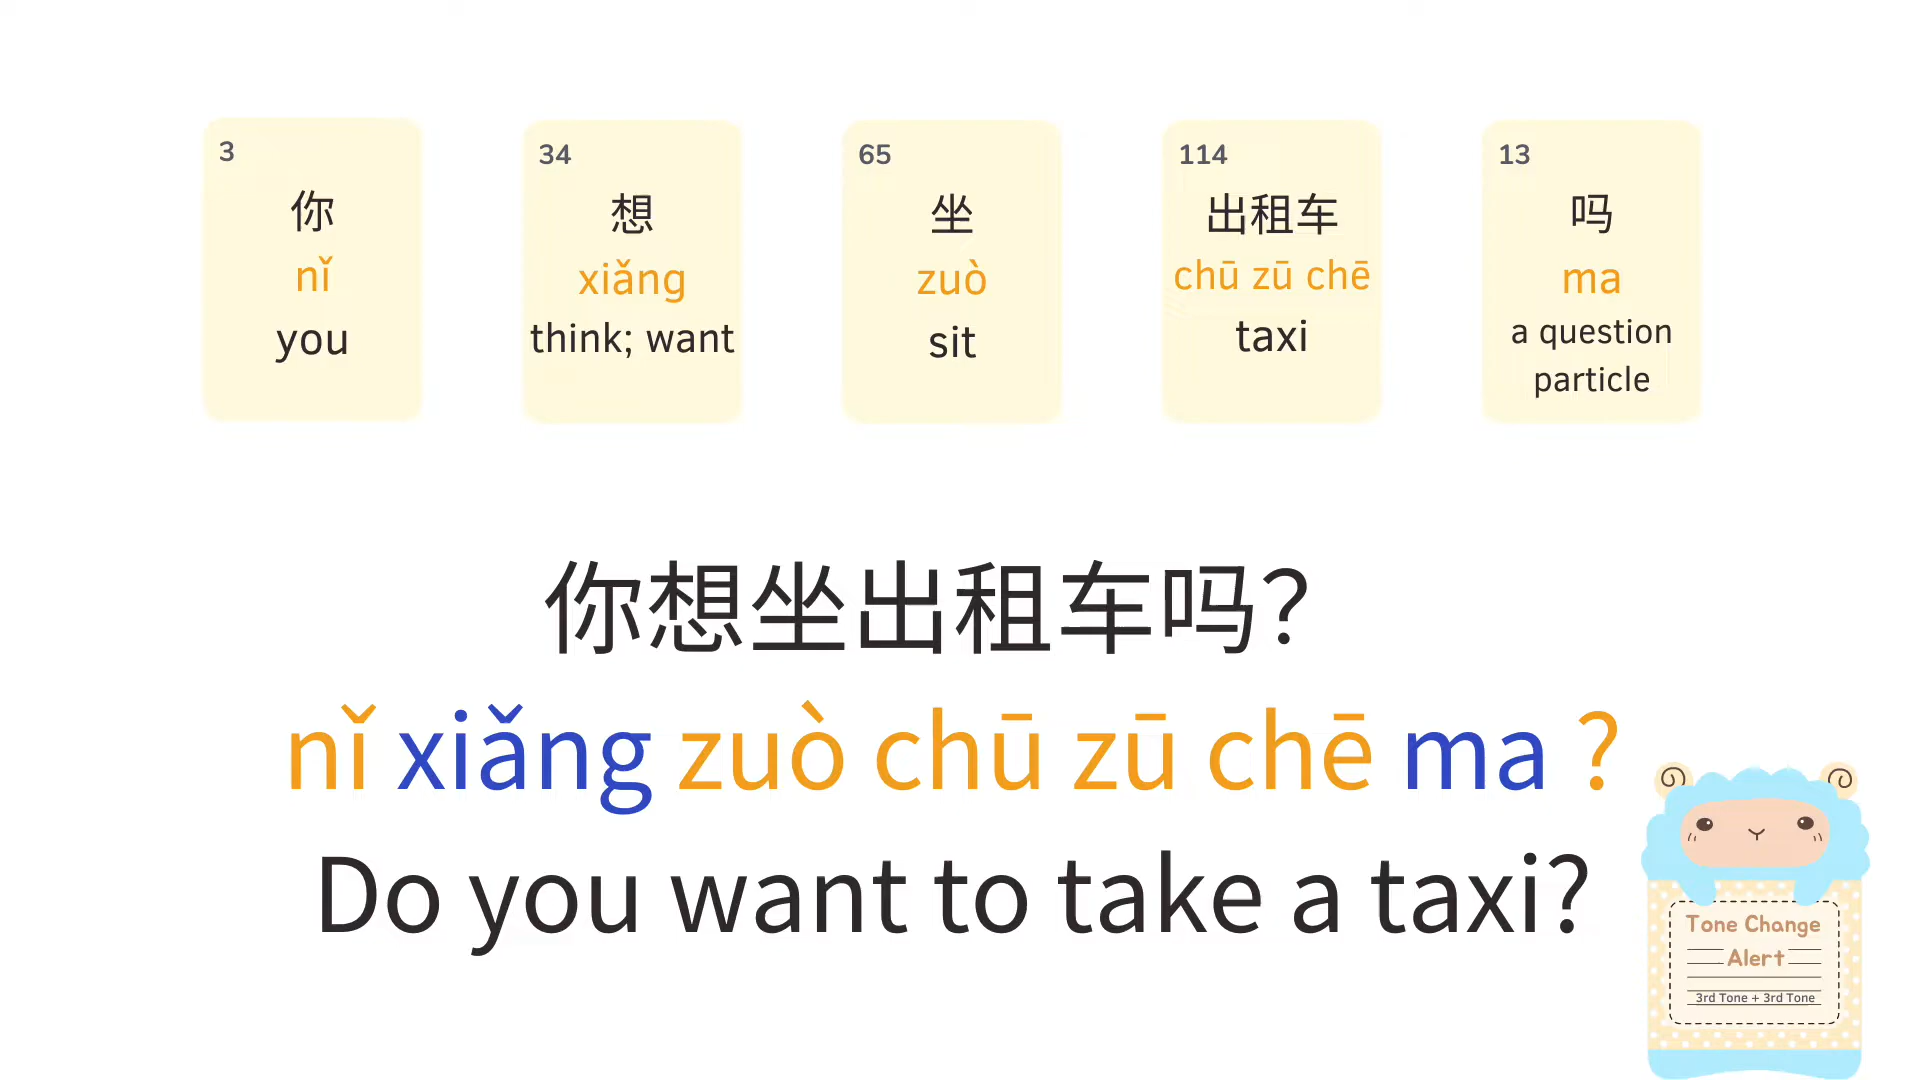 3
你
nǐ
you
34
想
xiǎng
think; want
65
坐
zuò
sit
114
出租车
chū zū chē
taxi
13
吗
ma
a question
particle
你想坐出租车吗?
nǐ xiǎng zuò chū zū chē ma ?
Do you want to take a taxi?
Tone Change
Alert
3rd Tone + 3rd Tone